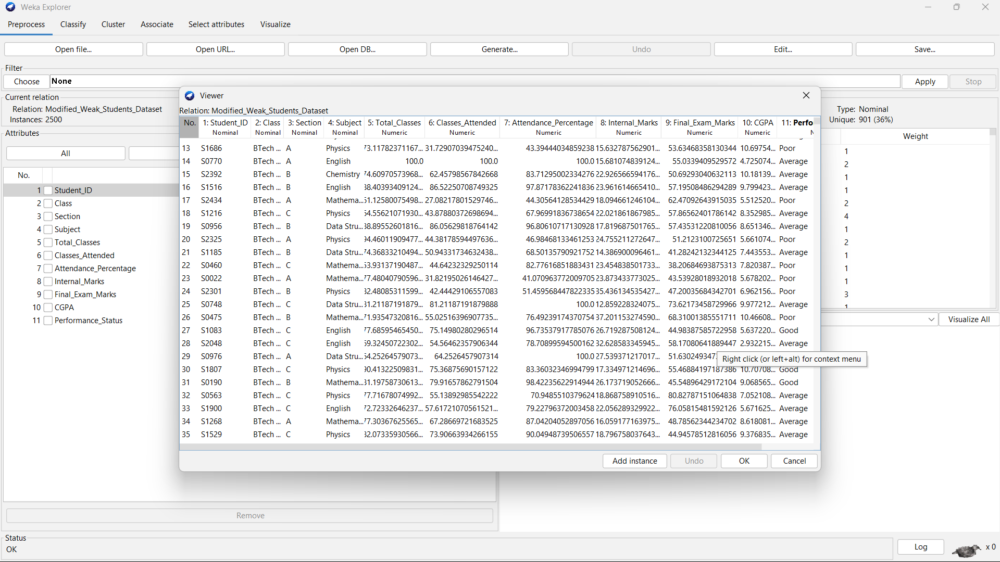 Weka Explorer
Preprocess Classify Cluster Associate Select attributes Visualize
Open file... Open URL... Open DB... Generate... Undo Edit... Save...
Filter
Choose None Apply Stop
Current relation
Relation: Modified_Weak_Students_Dataset
Instances: 2500
Attributes
All
No.
1 Student_ID
2 Class
3 Section
4 Subject
5 Total_Classes
6 Classes_Attended
7 Attendance_Percentage
8 Internal_Marks
9 Final_Exam_Marks
10 CGPA
11 Performance_Status
Remove
Viewer
Relation: Modified_Weak_Students_Dataset
No. 1: Student_ID 2: Class 3: Section 4: Subject 5: Total_Classes 6: Classes_Attended 7: Attendance_Percentage 8: Internal_Marks 9: Final_Exam_Marks 10: CGPA 11: Perfo
Nominal Nominal Nominal Nominal Numeric Numeric Numeric Numeric Numeric Numeric
13 S1686 BTech ... A Physics 73.11782371167... 31.72907039475240... 43.39444034859238 15.632787562901... 53.63468358130344 10.69754... Poor
14 S0770 BTech ... A English 100.0 100.0 100.0 15.681074839124... 55.0339409529572 4.725074... Average
15 S2392 BTech ... B Chemistry 74.60970573968... 62.45798567842668 83.71295002334276 22.926566594176... 50.69293040632113 10.18139... Average
16 S1516 BTech ... B English 38.40393409124... 86.52250708749325 97.87178362241836 23.961614665410... 57.19508486294289 9.799423... Average
17 S2434 BTech ... A Mathema... 51.12580075498... 27.08217801529746... 44.30564128534429 18.094661246104... 62.47092643915035 5.512520... Poor
18 S1216 BTech ... C Physics 54.55621071930... 43.87880372698694... 67.96991836738654 22.021861867985... 57.86562401786142 8.352985... Average
19 S0956 BTech ... B Data Stru... 38.89552601816... 86.05629818764142 96.80610717130928 17.819687501765... 57.43531220810056 8.651346... Average
20 S2325 BTech ... A Physics 94.46011909477... 44.38178594497636... 46.98468133461253 24.755211272647... 51.2123100725651 5.661074... Poor
21 S1185 BTech ... B Data Stru... 74.36833210494... 50.94331734632438... 68.50135790921752 14.386900096461... 41.28242132344125 7.443553... Average
22 S0460 BTech ... C Mathema... 53.93137190487... 44.64232329250114 82.77616851883431 23.454838501733... 38.20684693875313 7.820387... Poor
23 S0022 BTech ... A Mathema... 77.48040790596... 31.82195026146427... 41.070963772009705 23.873433773025... 43.53928018932018 5.678202... Poor
24 S2301 BTech ... B Physics 32.48085311599... 42.44429106557083 51.459568447822335 35.436134535427... 47.20035684342701 6.962156... Poor
25 S0748 BTech ... C Data Stru... 31.21187191879... 81.21187191879888 100.0 12.859228324075... 73.62173458729966 9.977212... Average
26 S0475 BTech ... B Mathema... 71.93547320816... 55.02516396907735... 76.49239174370754 37.201153274590... 68.31001385551711 10.46608... Poor
27 S1083 BTech ... C English 77.68595465450... 75.14980280296514 96.73537917785076 26.719287508124... 44.98387585722958 5.637220... Good
28 S2048 BTech ... C English 59.32450722302... 54.56462357906344 78.70899594500162 32.628583345945... 58.17080641889447 2.932215... Average
29 S0976 BTech ... A Data Stru... 54.25264579073... 64.2526457907314 100.0 27.539371217017... 51.63024934
30 S1807 BTech ... C Physics 90.41322509831... 75.36875690157122 83.36032346994799 17.334971214696... 55.46884197187386 10.70708... Good
31 S0190 BTech ... B Mathema... 31.19758730613... 79.91657862791504 98.42235622914944 26.173719052666... 45.54896429172104 9.068565... Good
32 S0563 BTech ... C Physics 77.71678074992... 55.13892985542222 70.94855103796241 8.868758910516... 80.82787151064838 7.052108... Average
33 S1900 BTech ... C English 72.72332646237... 57.61721070561521... 79.22796372003458 22.056289329922... 76.05815481592126 5.671625... Average
34 S1268 BTech ... A Mathema... 77.30367625565... 67.28669721683525 87.04204052897056 16.059177163975... 48.78562344234702 8.618081... Average
35 S1529 BTech ... C Physics 32.07335930566... 73.90663934266155 90.04948739506557 18.796758037643... 44.94578512816056 9.376835... Average
Right click (or left+alt) for context menu
Add instance Undo OK Cancel
Type: Nominal
Unique: 901 (36%)
Weight
1
2
1
1
2
4
1
2
1
1
1
3
1
Visualize All
Status
OK
Log x 0